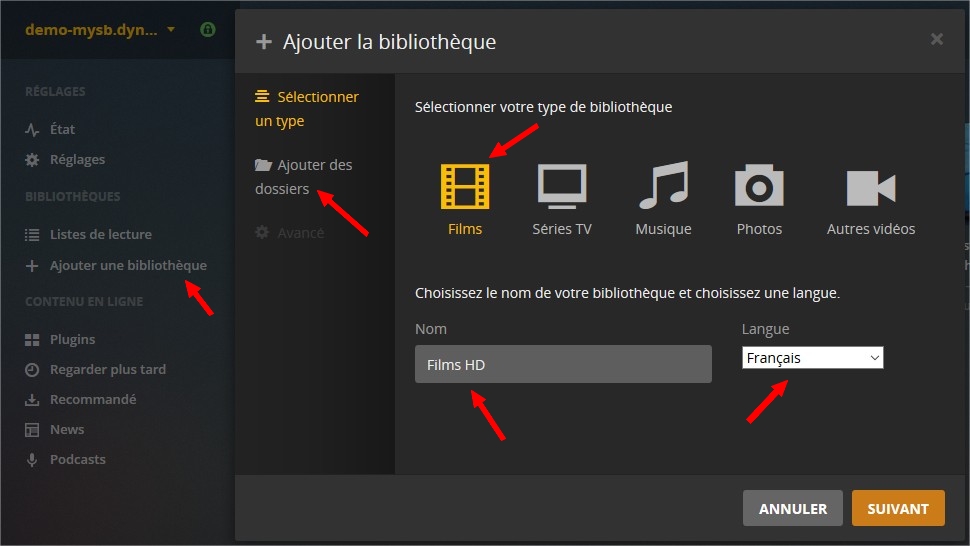 demo-mysb.dyn...
RÉGLAGES
État
Réglages
BIBLIOTHÈQUES
Listes de lecture
Ajouter une bibliothèque
CONTENU EN LIGNE
Plugins
Regarder plus tard
Recommandé
News
Podcasts
Ajouter la bibliothèque
Sélectionner
un type
Ajouter des
dossiers
Avancé
Sélectionner votre type de bibliothèque
Films
Séries TV
Musique
Photos
Autres vidéos
Choisissez le nom de votre bibliothèque et choisissez une langue.
Nom
Langue
Films HD
Français
ANNULER
SUIVANT